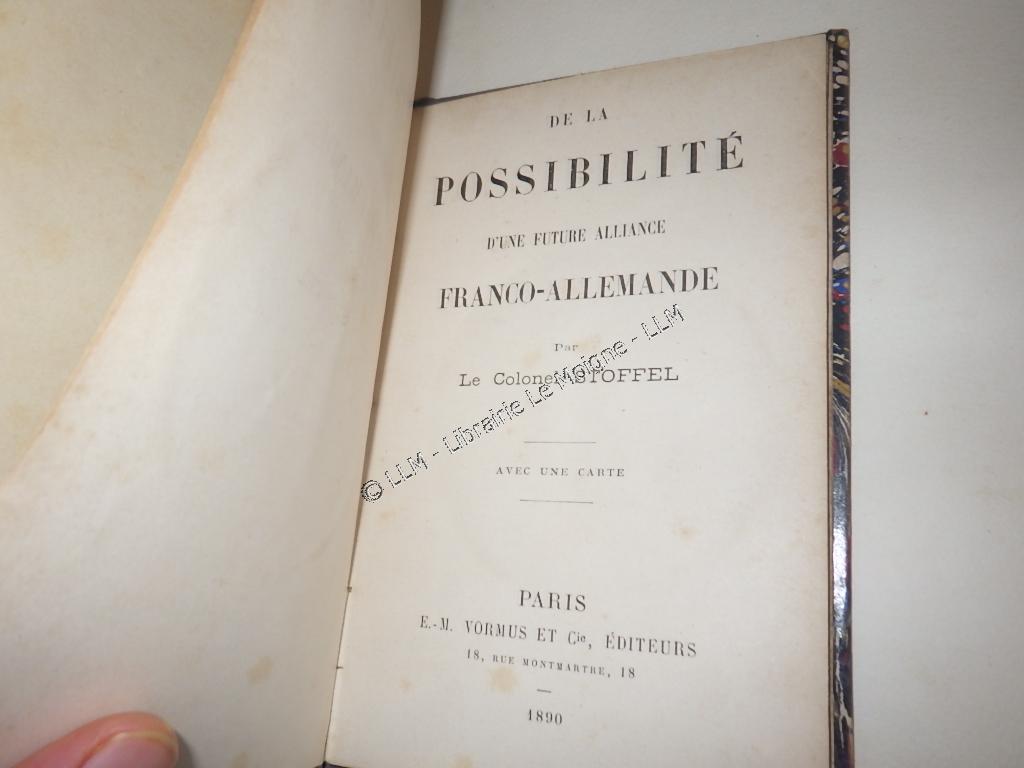 DE LA
POSSIBILITÉ
D'UNE FUTURE ALLIANCE
FRANCO-ALLEMANDE
Par
Le Colonel STOFFEL
AVEC UNE CARTE
PARIS
E.-M. VORMUS ET Cie, ÉDITEURS
18, RUE MONTMARTRE, 18
1890
© LLM - Librairie Le Moigne - LLM